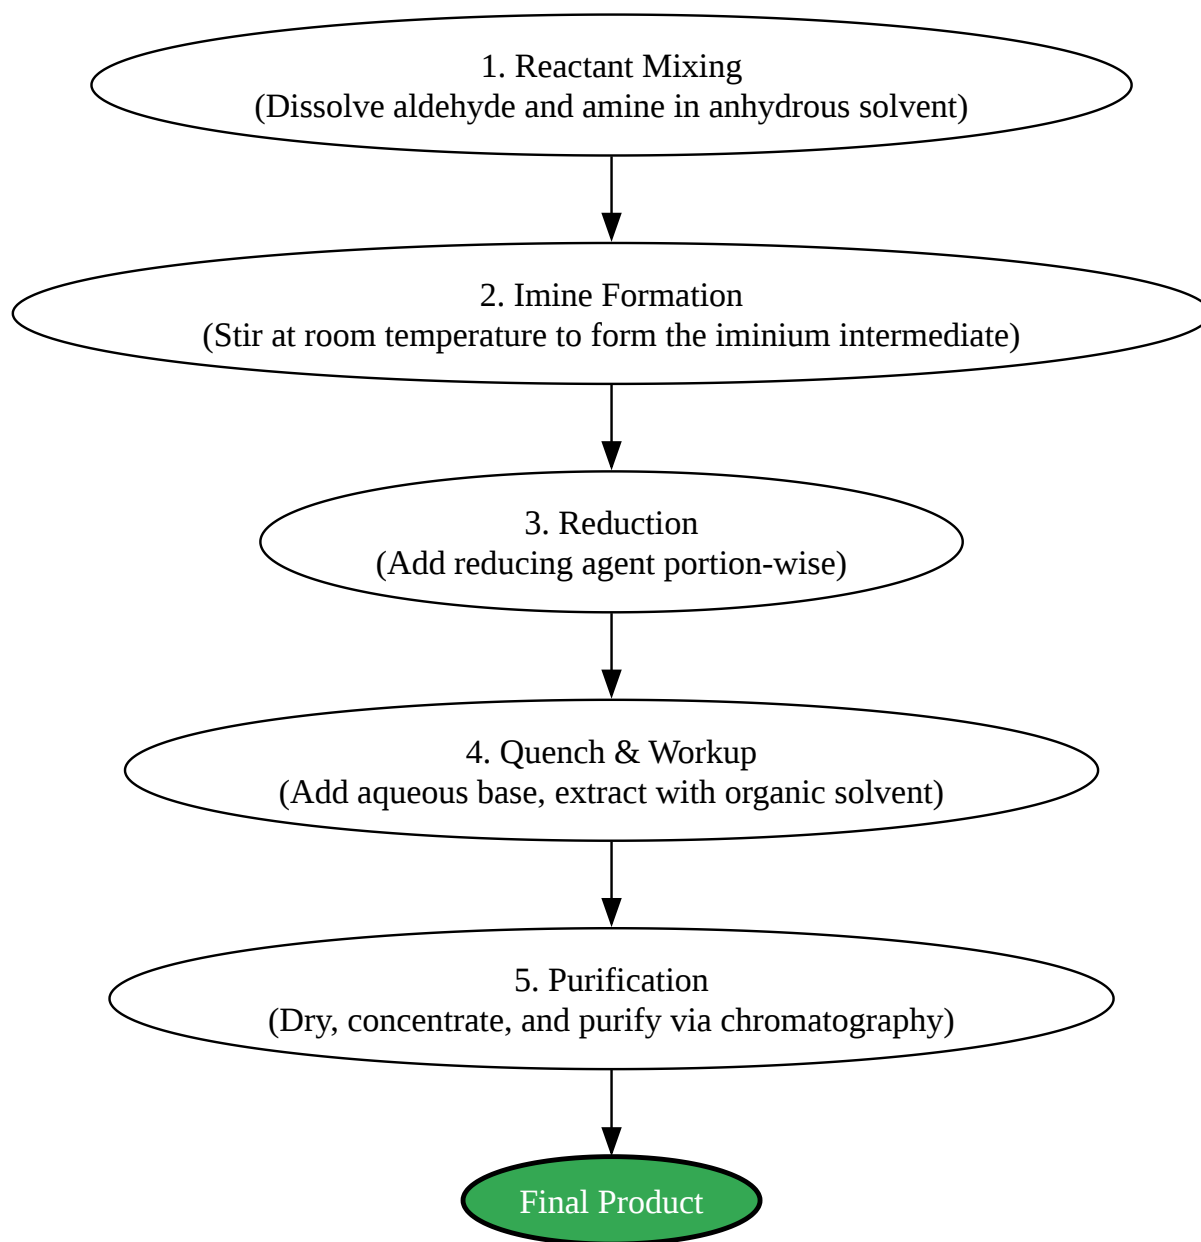 1. Reactant Mixing
(Dissolve aldehyde and amine in anhydrous solvent)
2. Imine Formation
(Stir at room temperature to form the iminium intermediate)
3. Reduction
(Add reducing agent portion-wise)
4. Quench & Workup
(Add aqueous base, extract with organic solvent)
5. Purification
(Dry, concentrate, and purify via chromatography)
Final Product